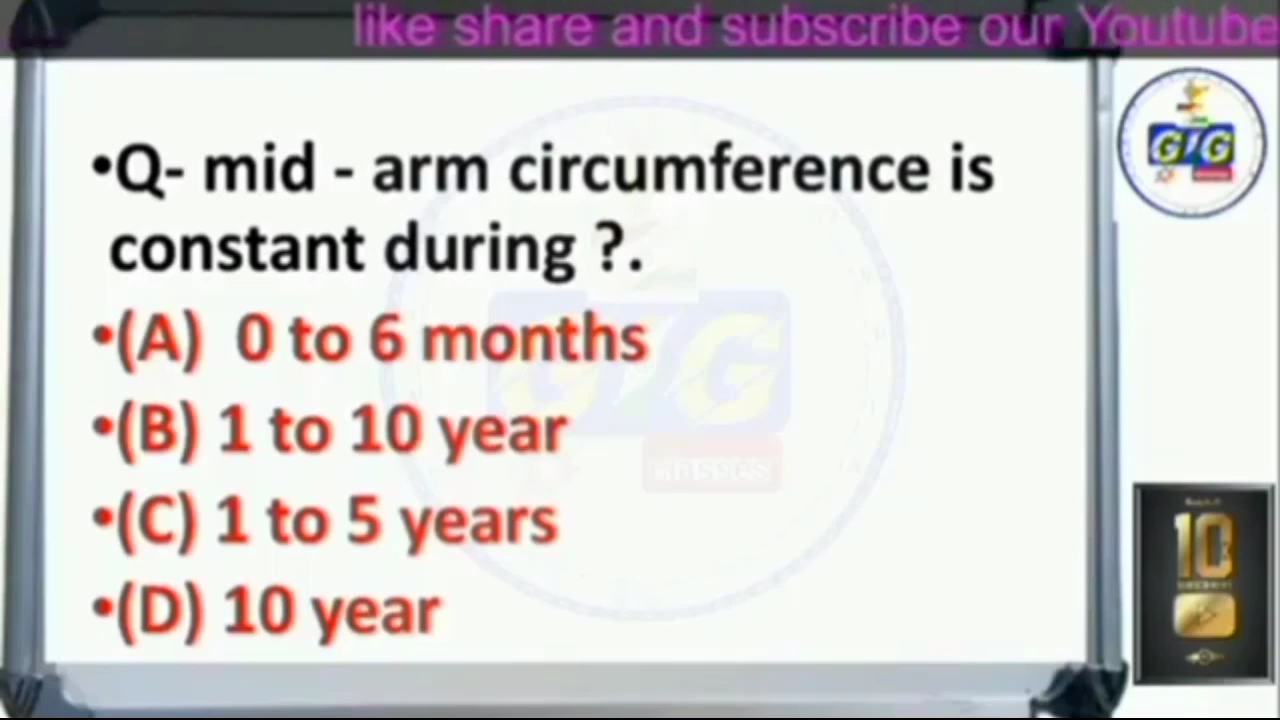 like share and subscribe our Youtube
•Q- mid - arm circumference is
constant during ?.
•(A) 0 to 6 months
•(B) 1 to 10 year
•(C) 1 to 5 years
•(D) 10 year
G G
classes
10